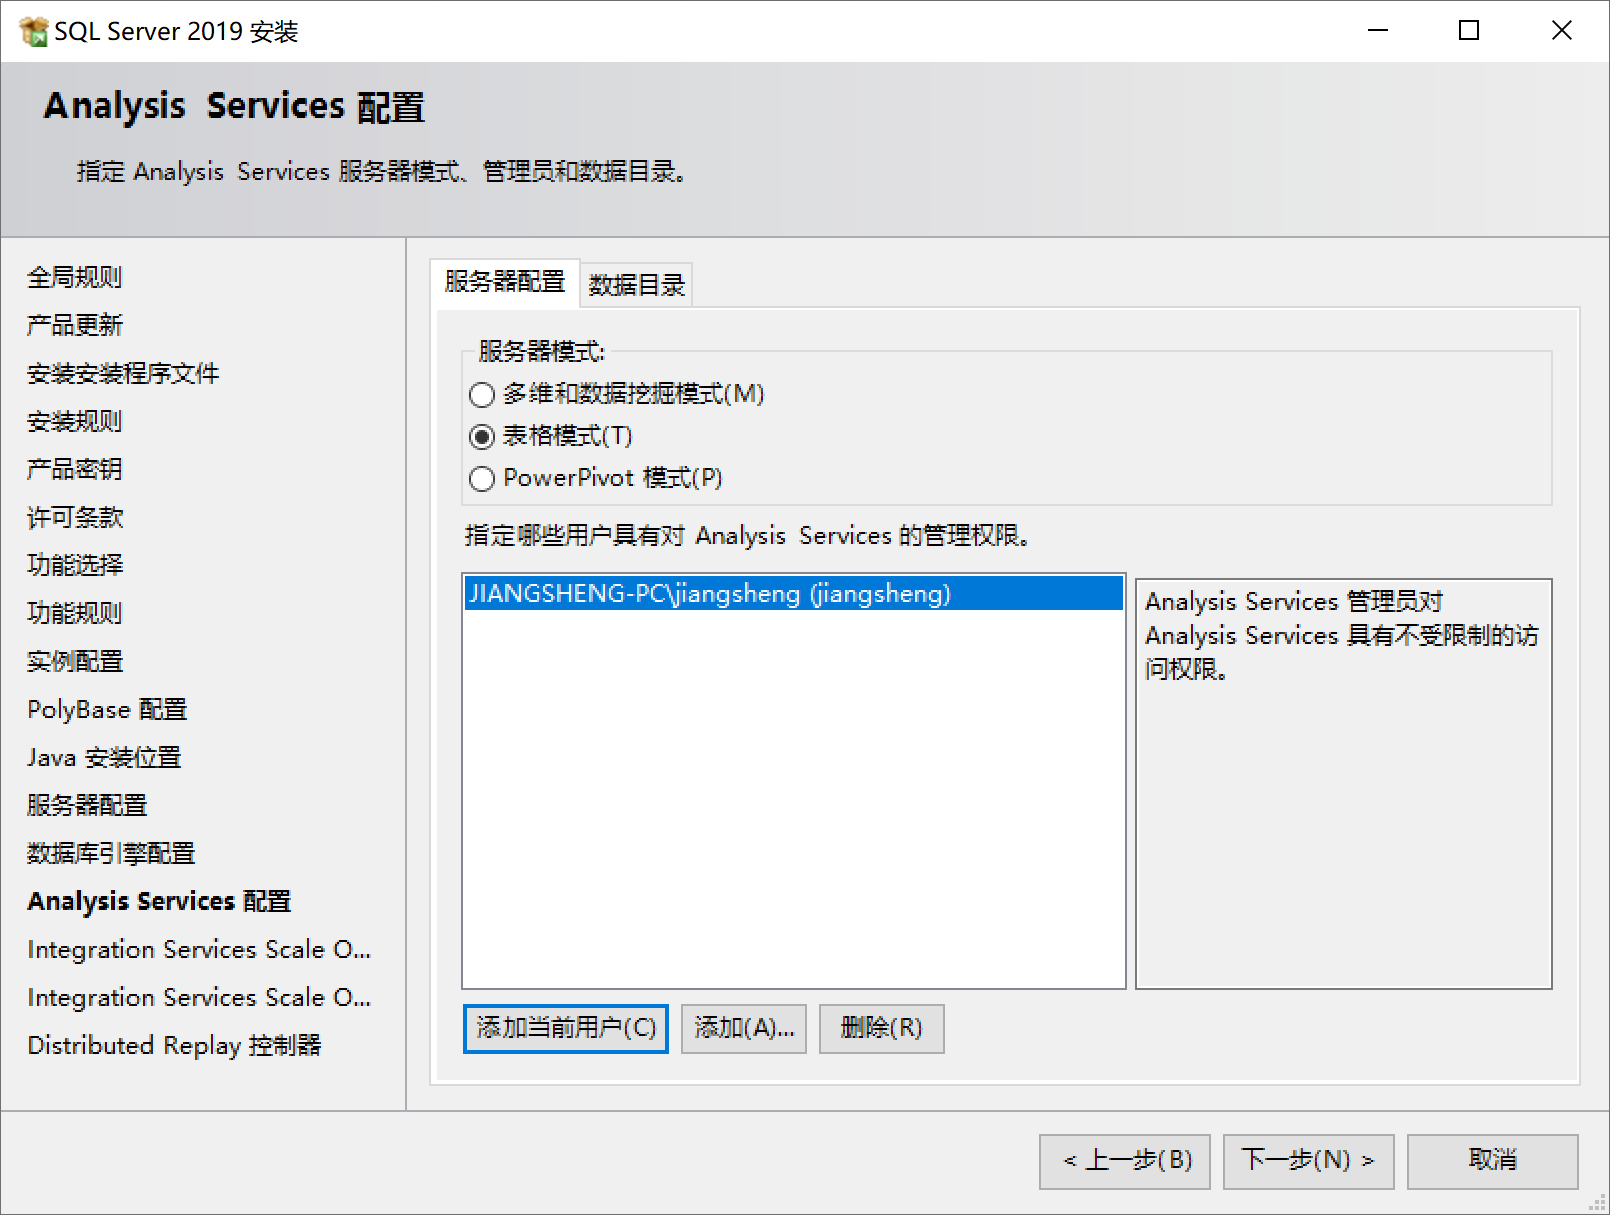 SQL Server 2019 安装
Analysis Services 配置
指定 Analysis Services 服务器模式、管理员和数据目录。
全局规则
产品更新
安装安装程序文件
安装规则
产品密钥
许可条款
功能选择
功能规则
实例配置
PolyBase 配置
Java 安装位置
服务器配置
数据库引擎配置
Analysis Services 配置
Integration Services Scale O...
Integration Services Scale O...
Distributed Replay 控制器
服务器配置
数据目录
服务器模式:
多维和数据挖掘模式(M)
表格模式(T)
PowerPivot 模式(P)
指定哪些用户具有对 Analysis Services 的管理权限。
JIANGSHENG-PC\jiangsheng (jiangsheng)
Analysis Services 管理员对
Analysis Services 具有不受限制的访
问权限。
添加当前用户(C)
添加(A)...
删除(R)
< 上一步(B)
下一步(N) >
取消